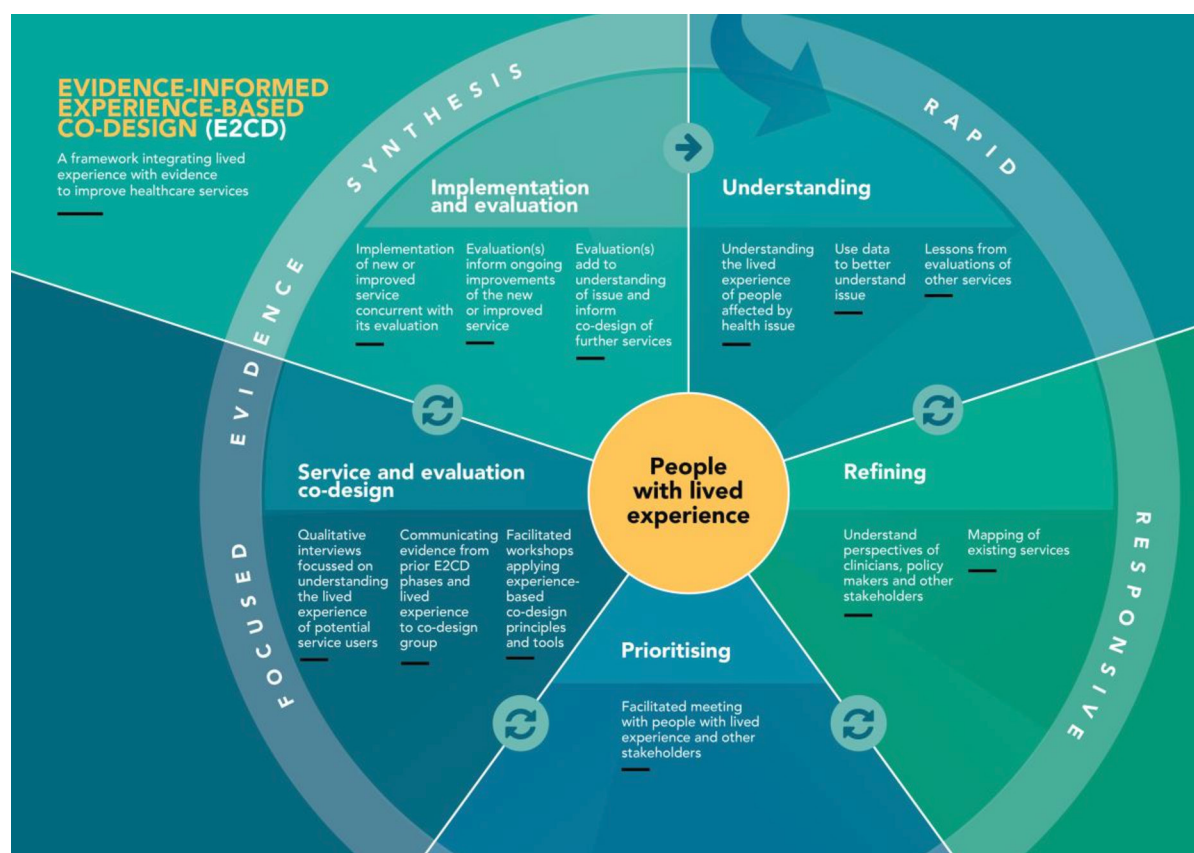 EVIDENCE-INFORMED
EXPERIENCE-BASED
CO-DESIGN (E2CD)
A framework integrating lived
experience with evidence
to improve healthcare services
RAPID
RESPONSIVE
FOCUSED
EVIDENCE
SYNTHESIS
Understanding
Understanding
the lived
experience
of people
affected by
health issue
Use data
to better
understand
issue
Lessons from
evaluations of
other services
Refining
Understand
perspectives of
clinicians, policy
makers and other
stakeholders
Mapping of
existing services
Prioritising
Facilitated meeting
with people with lived
experience and other
stakeholders
Service and evaluation
co-design
Qualitative
interviews
focussed on
understanding
the lived
experience
of potential
service users
Communicating
evidence from
prior E2CD
phases and
lived
experience
to co-design
group
Facilitated
workshops
applying
experience-
based
co-design
principles
and tools
Implementation
and evaluation
Implementation
of new or
improved
service
concurrent with
its evaluation
Evaluation(s)
inform ongoing
improvements
of the new
or improved
service
Evaluation(s)
add to
understanding
of issue and
inform
co-design of
further services
People
with lived
experience